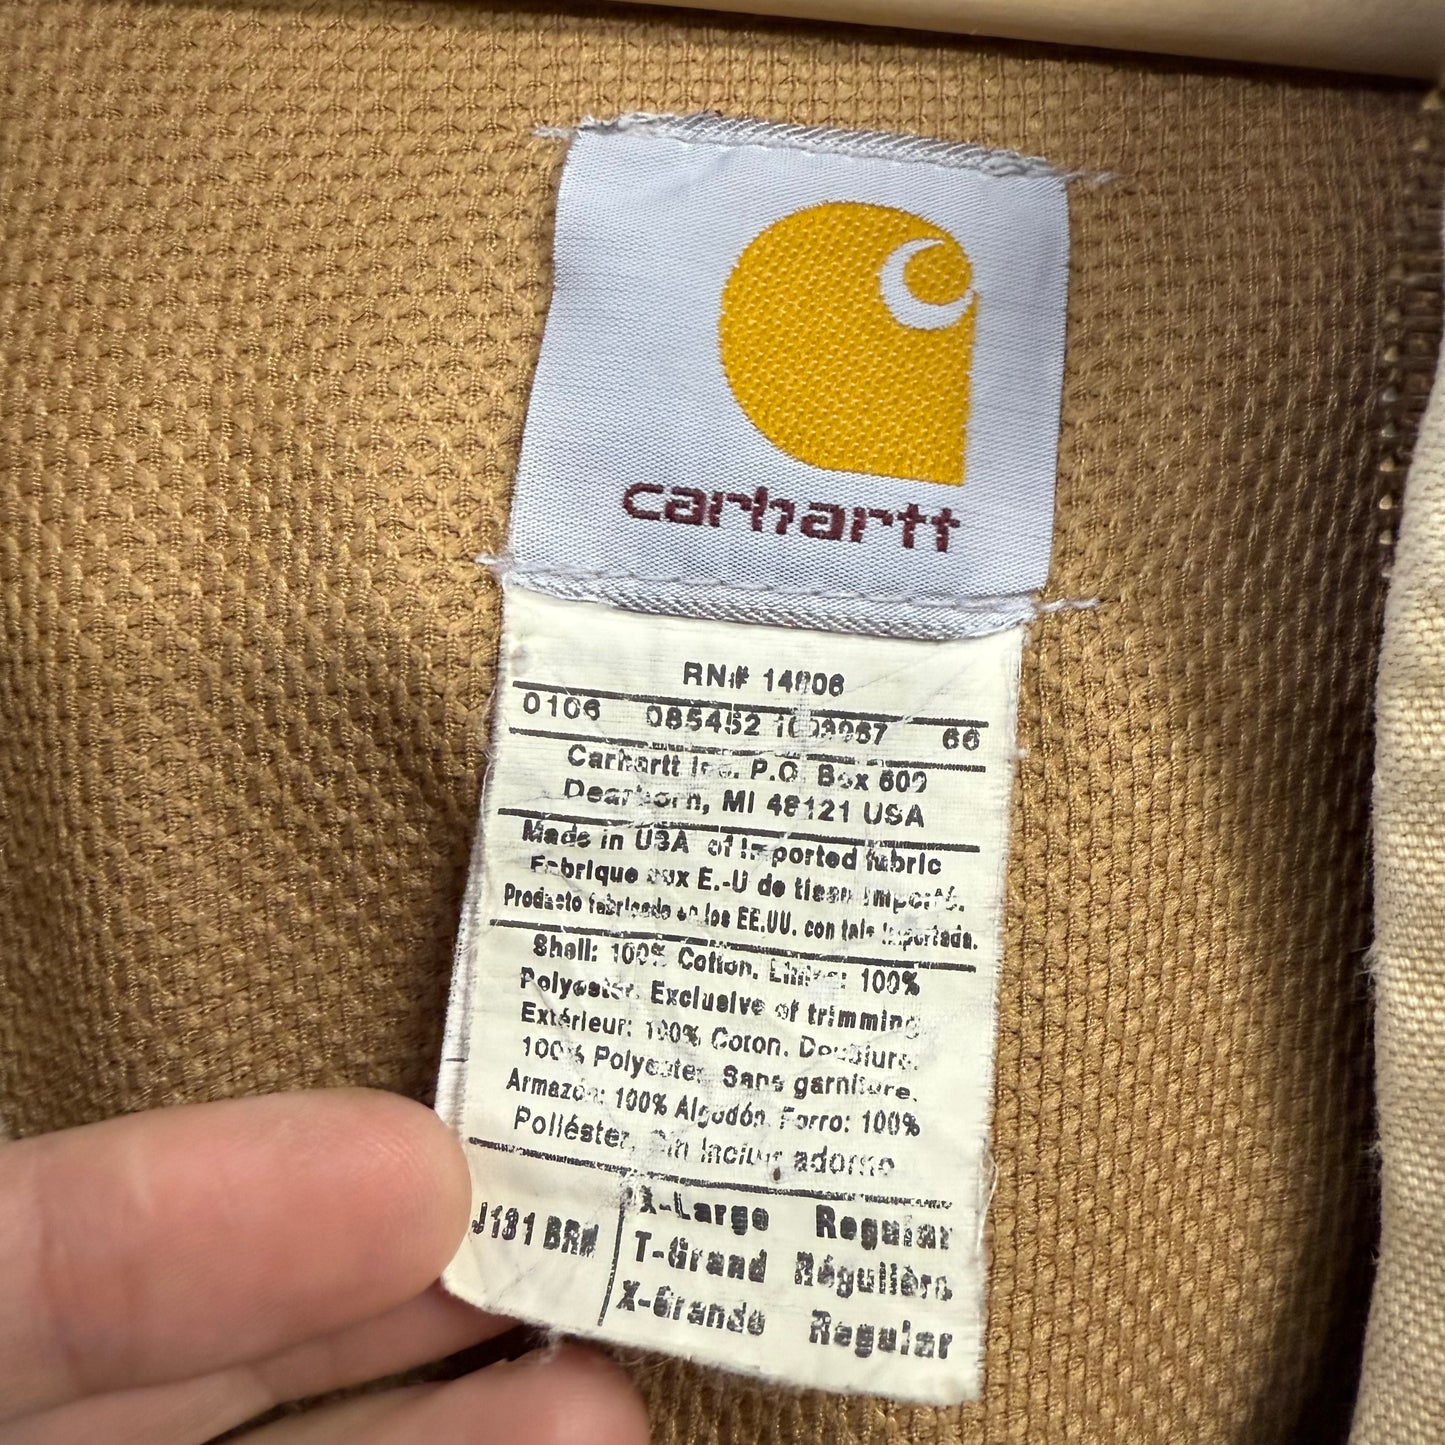 carhartt
RN# 14806
0106 085452 66
Carhartt Inc. P.O. Box 609
Dearborn, MI 48121 USA
Made in USA of Imported fabric
Fabrique aux E.-U de tissu importé.
Producto fabricado en los EE.UU. con tela importada.
Shell: 100% Cotton. Lining: 100%
Polyester. Exclusive of trimming
Extérieur: 100% Coton. Doublure:
100% Polyester. Sans garniture.
Armazón: 100% Algodón. Forro: 100%
Poliéster, Sin incluir adorno
J131 BRN
X-Large Regular
T-Grand Régulière
X-Grande Regular